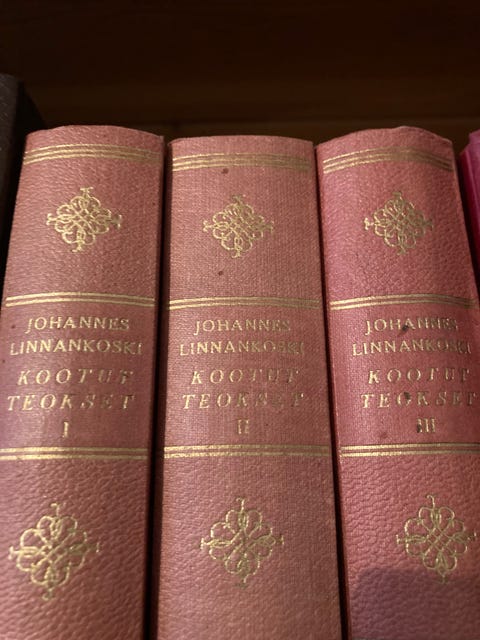 JOHANNES
LINNANKOSKI
KOOTUT
TEOKSET
I
JOHANNES
LINNANKOSKI
KOOTUT
TEOKSET
II
JOHANNES
LINNANKOSKI
KOOTUT
TEOKSET
III